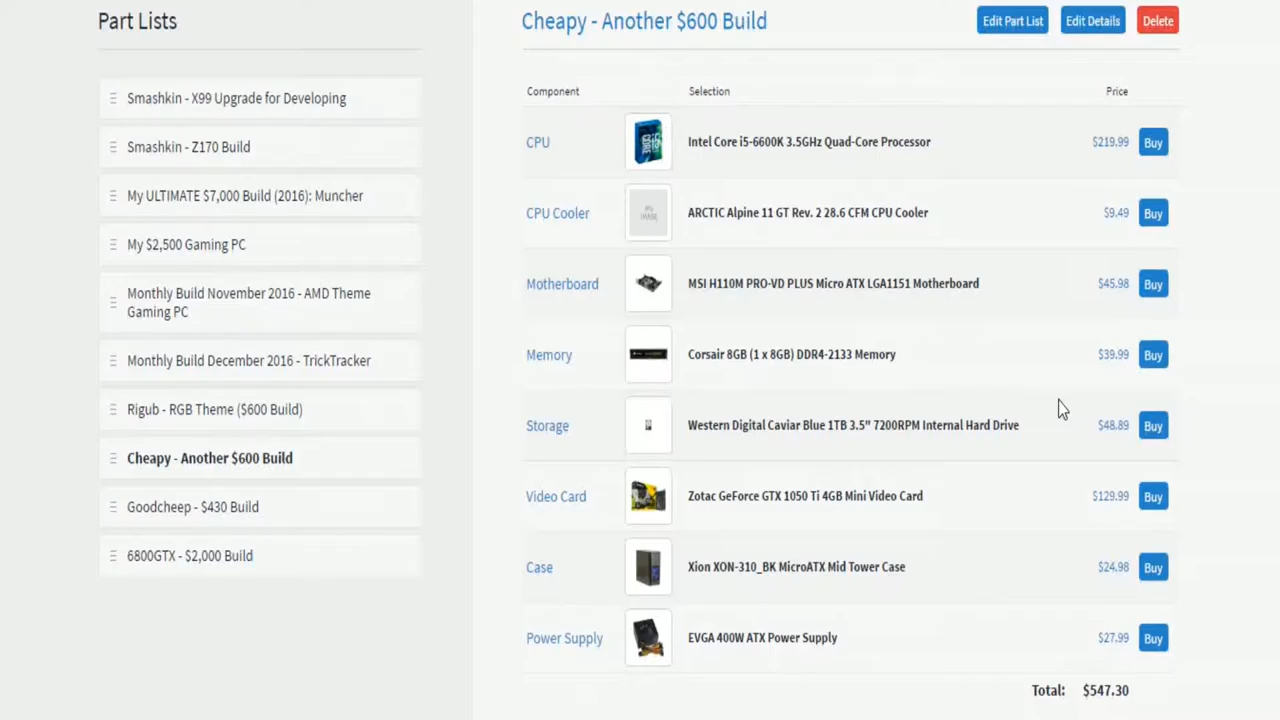 Part Lists
Smashkin - X99 Upgrade for Developing
Smashkin - Z170 Build
My ULTIMATE $7,000 Build (2016): Muncher
My $2,500 Gaming PC
Monthly Build November 2016 - AMD Theme
Gaming PC
Monthly Build December 2016 - TrickTracker
Rigub - RGB Theme ($600 Build)
Cheapy - Another $600 Build
Goodcheep - $430 Build
6800GTX - $2,000 Build
Cheapy - Another $600 Build
Edit Part List
Edit Details
Delete
Component Selection Price
CPU Intel Core i5-6600K 3.5GHz Quad-Core Processor $219.99 Buy
CPU Cooler ARCTIC Alpine 11 GT Rev. 2 28.6 CFM CPU Cooler $9.49 Buy
Motherboard MSI H110M PRO-VD PLUS Micro ATX LGA1151 Motherboard $45.98 Buy
Memory Corsair 8GB (1 x 8GB) DDR4-2133 Memory $39.99 Buy
Storage Western Digital Caviar Blue 1TB 3.5" 7200RPM Internal Hard Drive $48.89 Buy
Video Card Zotac GeForce GTX 1050 Ti 4GB Mini Video Card $129.99 Buy
Case Xion XON-310_BK MicroATX Mid Tower Case $24.98 Buy
Power Supply EVGA 400W ATX Power Supply $27.99 Buy
Total: $547.30